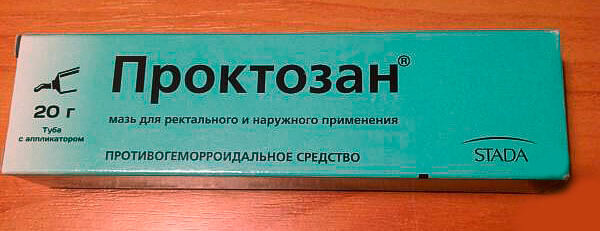 Проктозан®
20 г
Туба
с аппликатором
мазь для ректального и наружного применения
ПРОТИВОГЕМОРРОИДАЛЬНОЕ СРЕДСТВО
STADA